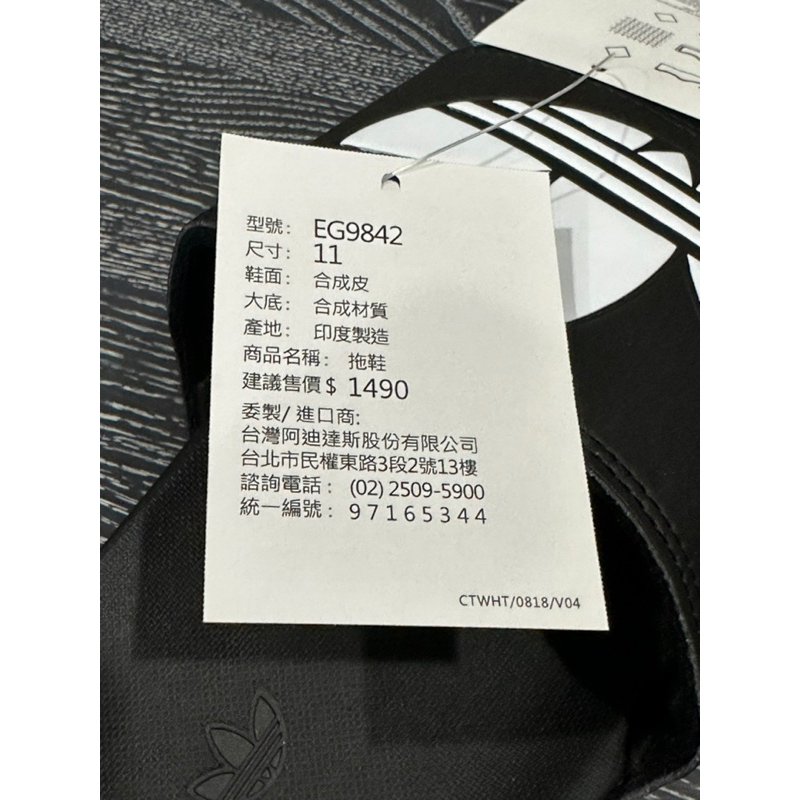 型號： EG9842
尺寸： 11
鞋面： 合成皮
大底： 合成材質
產地： 印度製造
商品名稱： 拖鞋
建議售價$ 1490
委製/ 進口商:
台灣阿迪達斯股份有限公司
台北市民權東路3段2號13樓
諮詢電話： (02) 2509-5900
統一編號： 97165344
CTWHT/0818/V04